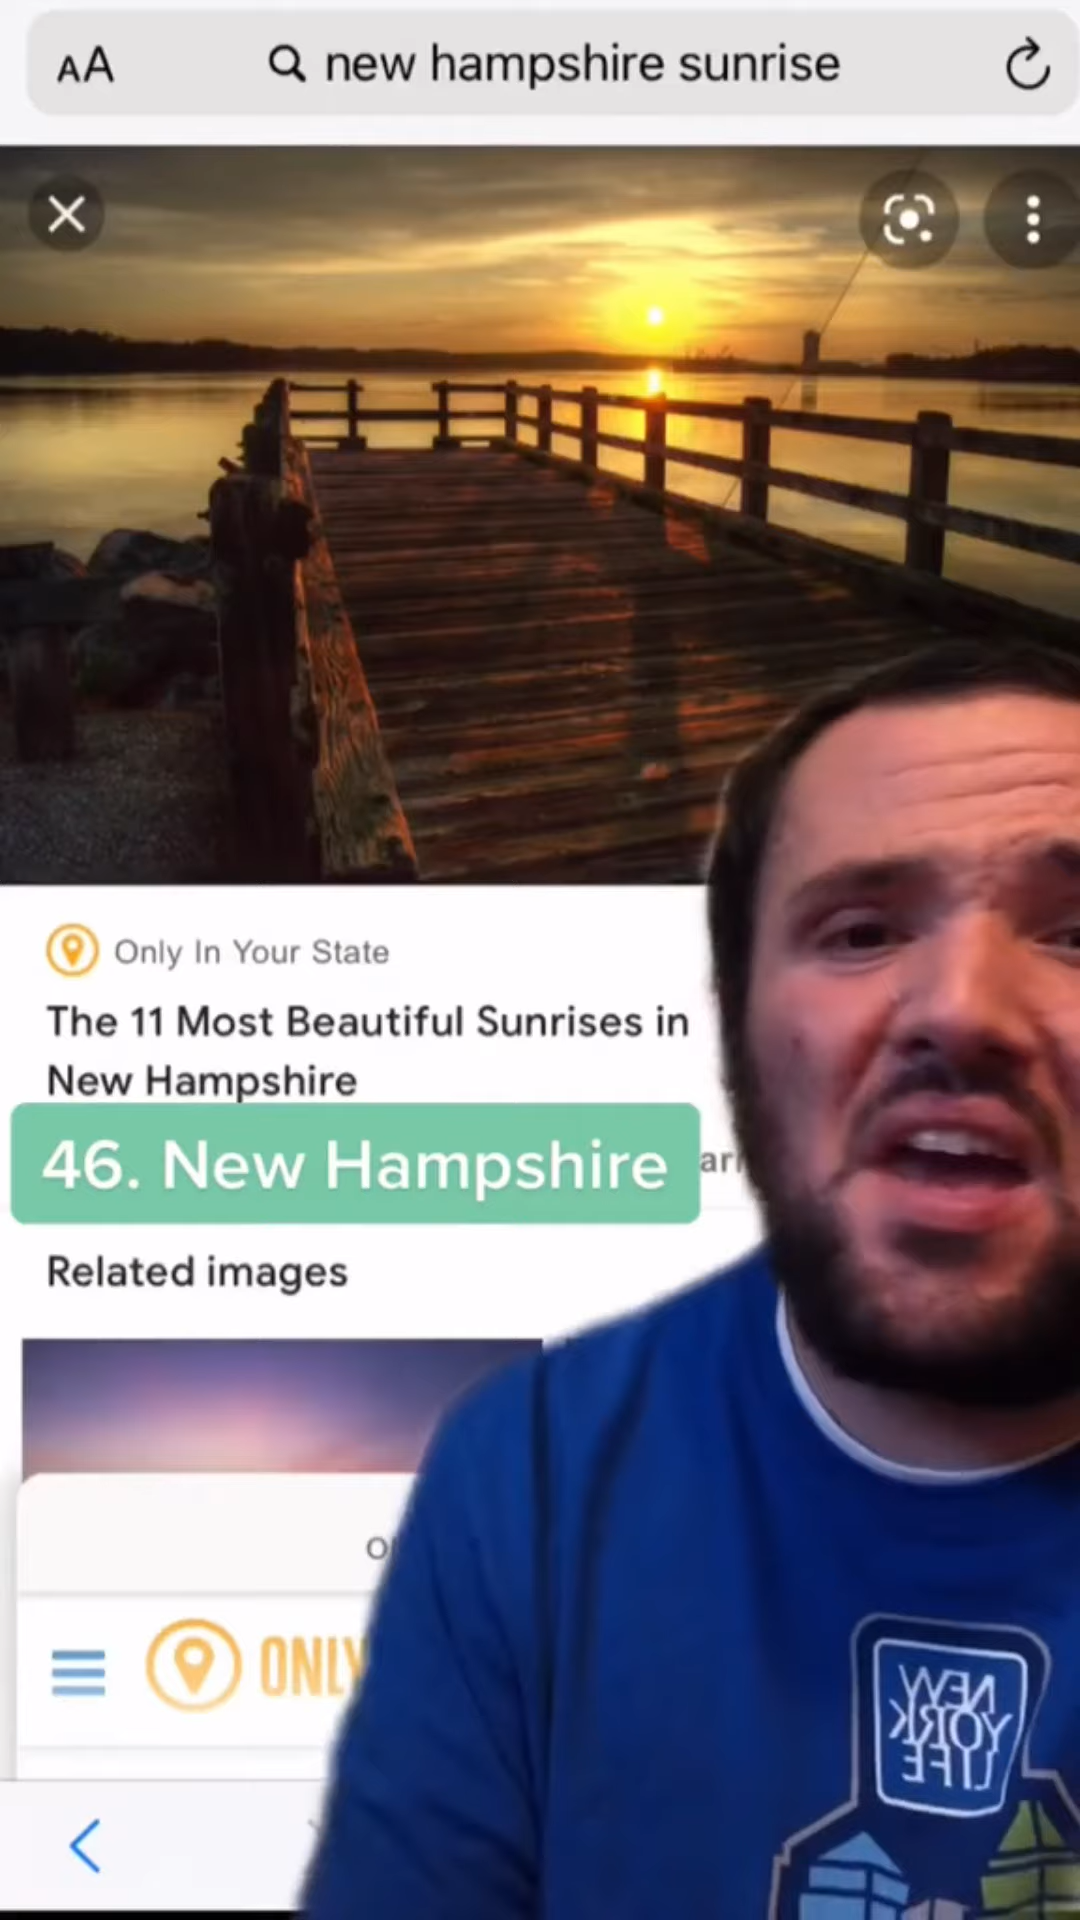 AA new hampshire sunrise
Only In Your State
The 11 Most Beautiful Sunrises in
New Hampshire
46. New Hampshire
Related images
ONLY
NEW
YORK
LIFE